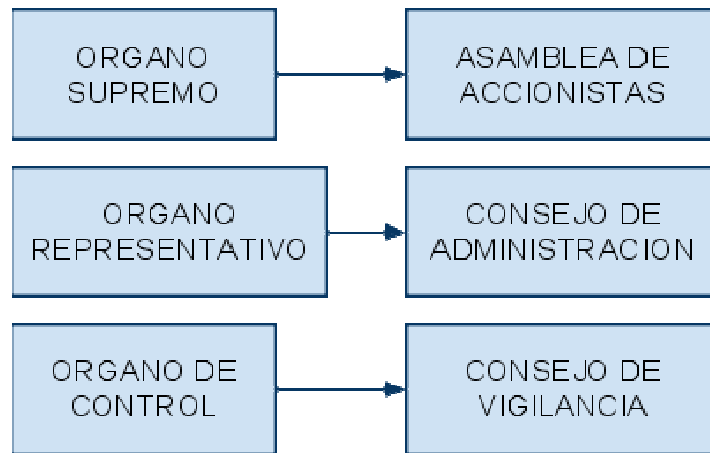 ORGANO
SUPREMO
ASAMBLEA DE
ACCIONISTAS
ORGANO
REPRESENTATIVO
CONSEJO DE
ADMINISTRACION
ORGANO DE
CONTROL
CONSEJO DE
VIGILANCIA